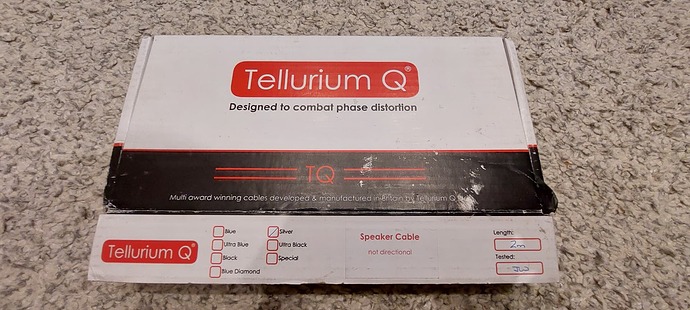 Tellurium Q®
Designed to combat phase distortion
TQ
Multi award winning cables developed & manufactured in Britain by Tellurium Q
Tellurium Q®
Blue
Silver
Ultra Blue
Ultra Black
Black
Special
Blue Diamond
Speaker Cable
not directional
Length:
2m
Tested:
JW